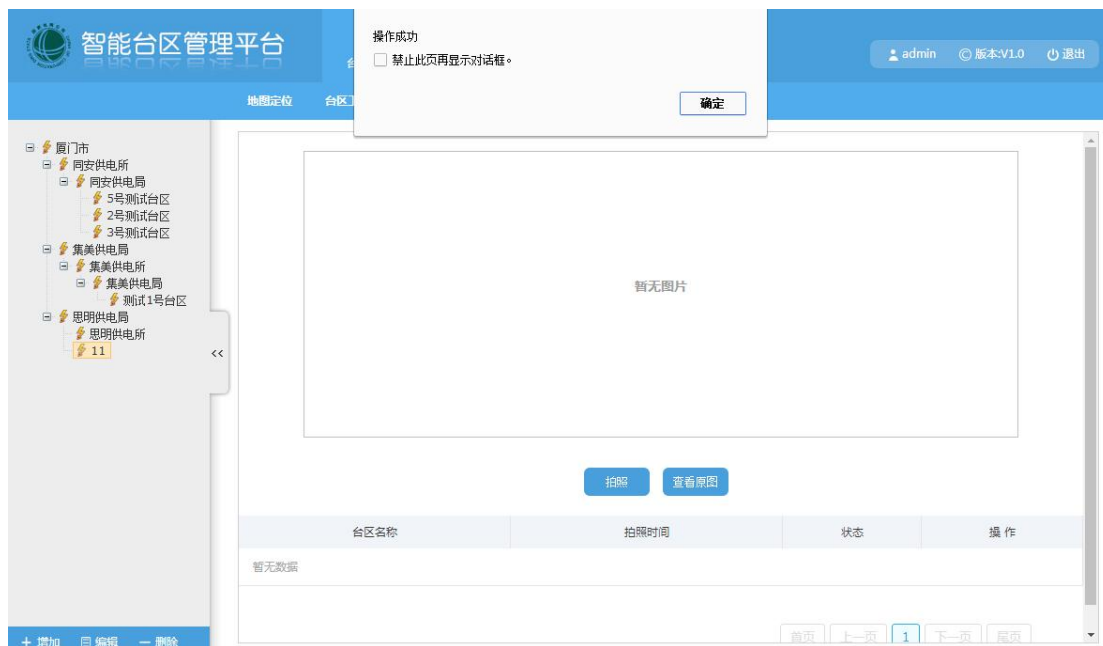 智能台区管理平台
操作成功
禁止此页再显示对话框。
确定
admin
版本:V1.0
退出
地图定位
台区
厦门市
同安供电所
同安供电局
5号测试台区
2号测试台区
3号测试台区
集美供电局
集美供电所
集美供电局
测试1号台区
思明供电局
思明供电所
11
<<
暂无图片
拍照 查看原图
台区名称 拍照时间 状态 操 作
暂无数据
首页 上一页 1 下一页 尾页
+ 增加 编辑 — 删除